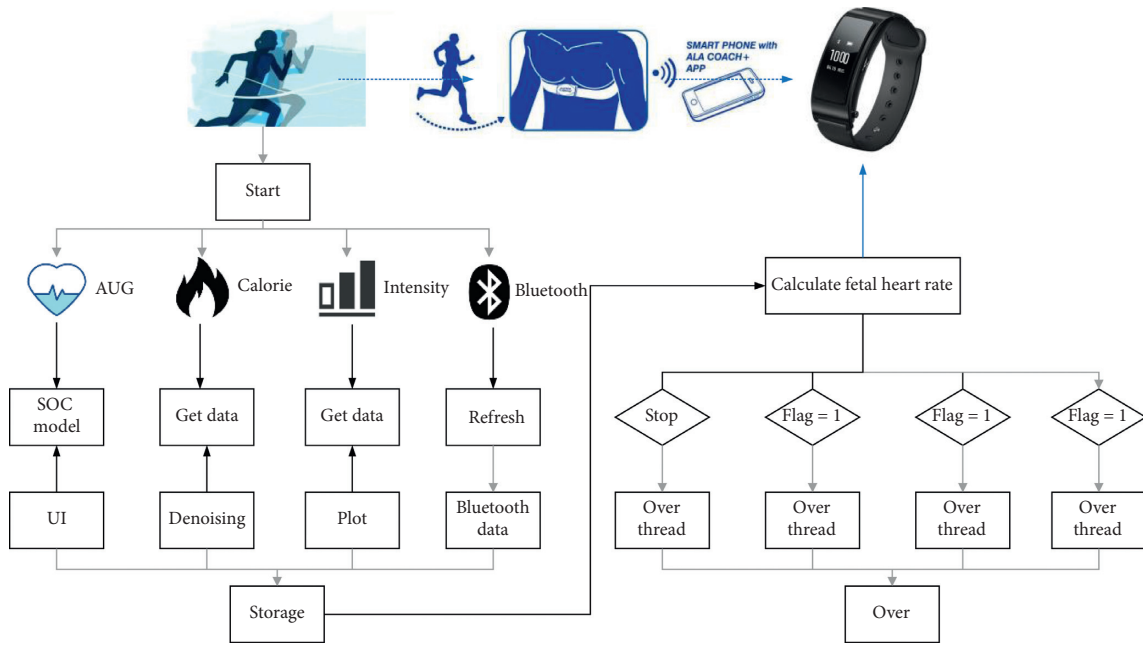 SMART PHONE with
ALA COACH +
APP
10:00
Start
AUG
Calorie
Intensity
Bluetooth
Calculate fetal heart rate
SOC
model
Get data
Get data
Refresh
Stop
Flag = 1
Flag = 1
Flag = 1
UI
Denoising
Plot
Bluetooth
data
Over
thread
Over
thread
Over
thread
Over
thread
Storage
Over